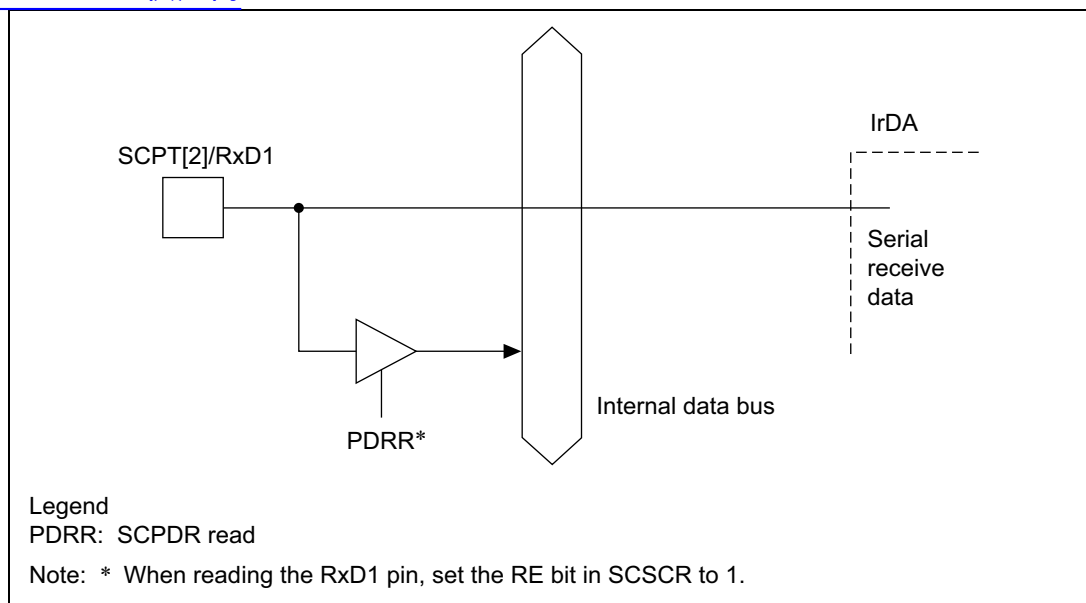 SCPT[2]/RxD1
IrDA
Serial
receive
data
Internal data bus
PDRR*
Legend
PDRR: SCPDR read
Note: * When reading the RxD1 pin, set the RE bit in SCSCR to 1.